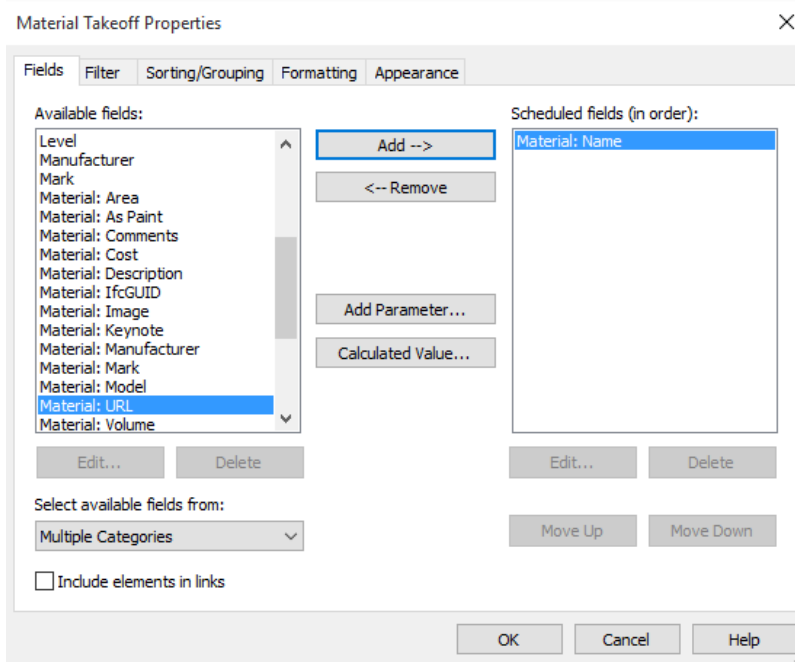 Material Takeoff Properties
Fields Filter Sorting/Grouping Formatting Appearance
Available fields:
Level
Manufacturer
Mark
Material: Area
Material: As Paint
Material: Comments
Material: Cost
Material: Description
Material: IfcGUID
Material: Image
Material: Keynote
Material: Manufacturer
Material: Mark
Material: Model
Material: URL
Material: Volume
Edit... Delete
Select available fields from:
Multiple Categories
Include elements in links
Add -->
<-- Remove
Add Parameter...
Calculated Value...
Scheduled fields (in order):
Material: Name
Edit... Delete
Move Up Move Down
OK Cancel Help